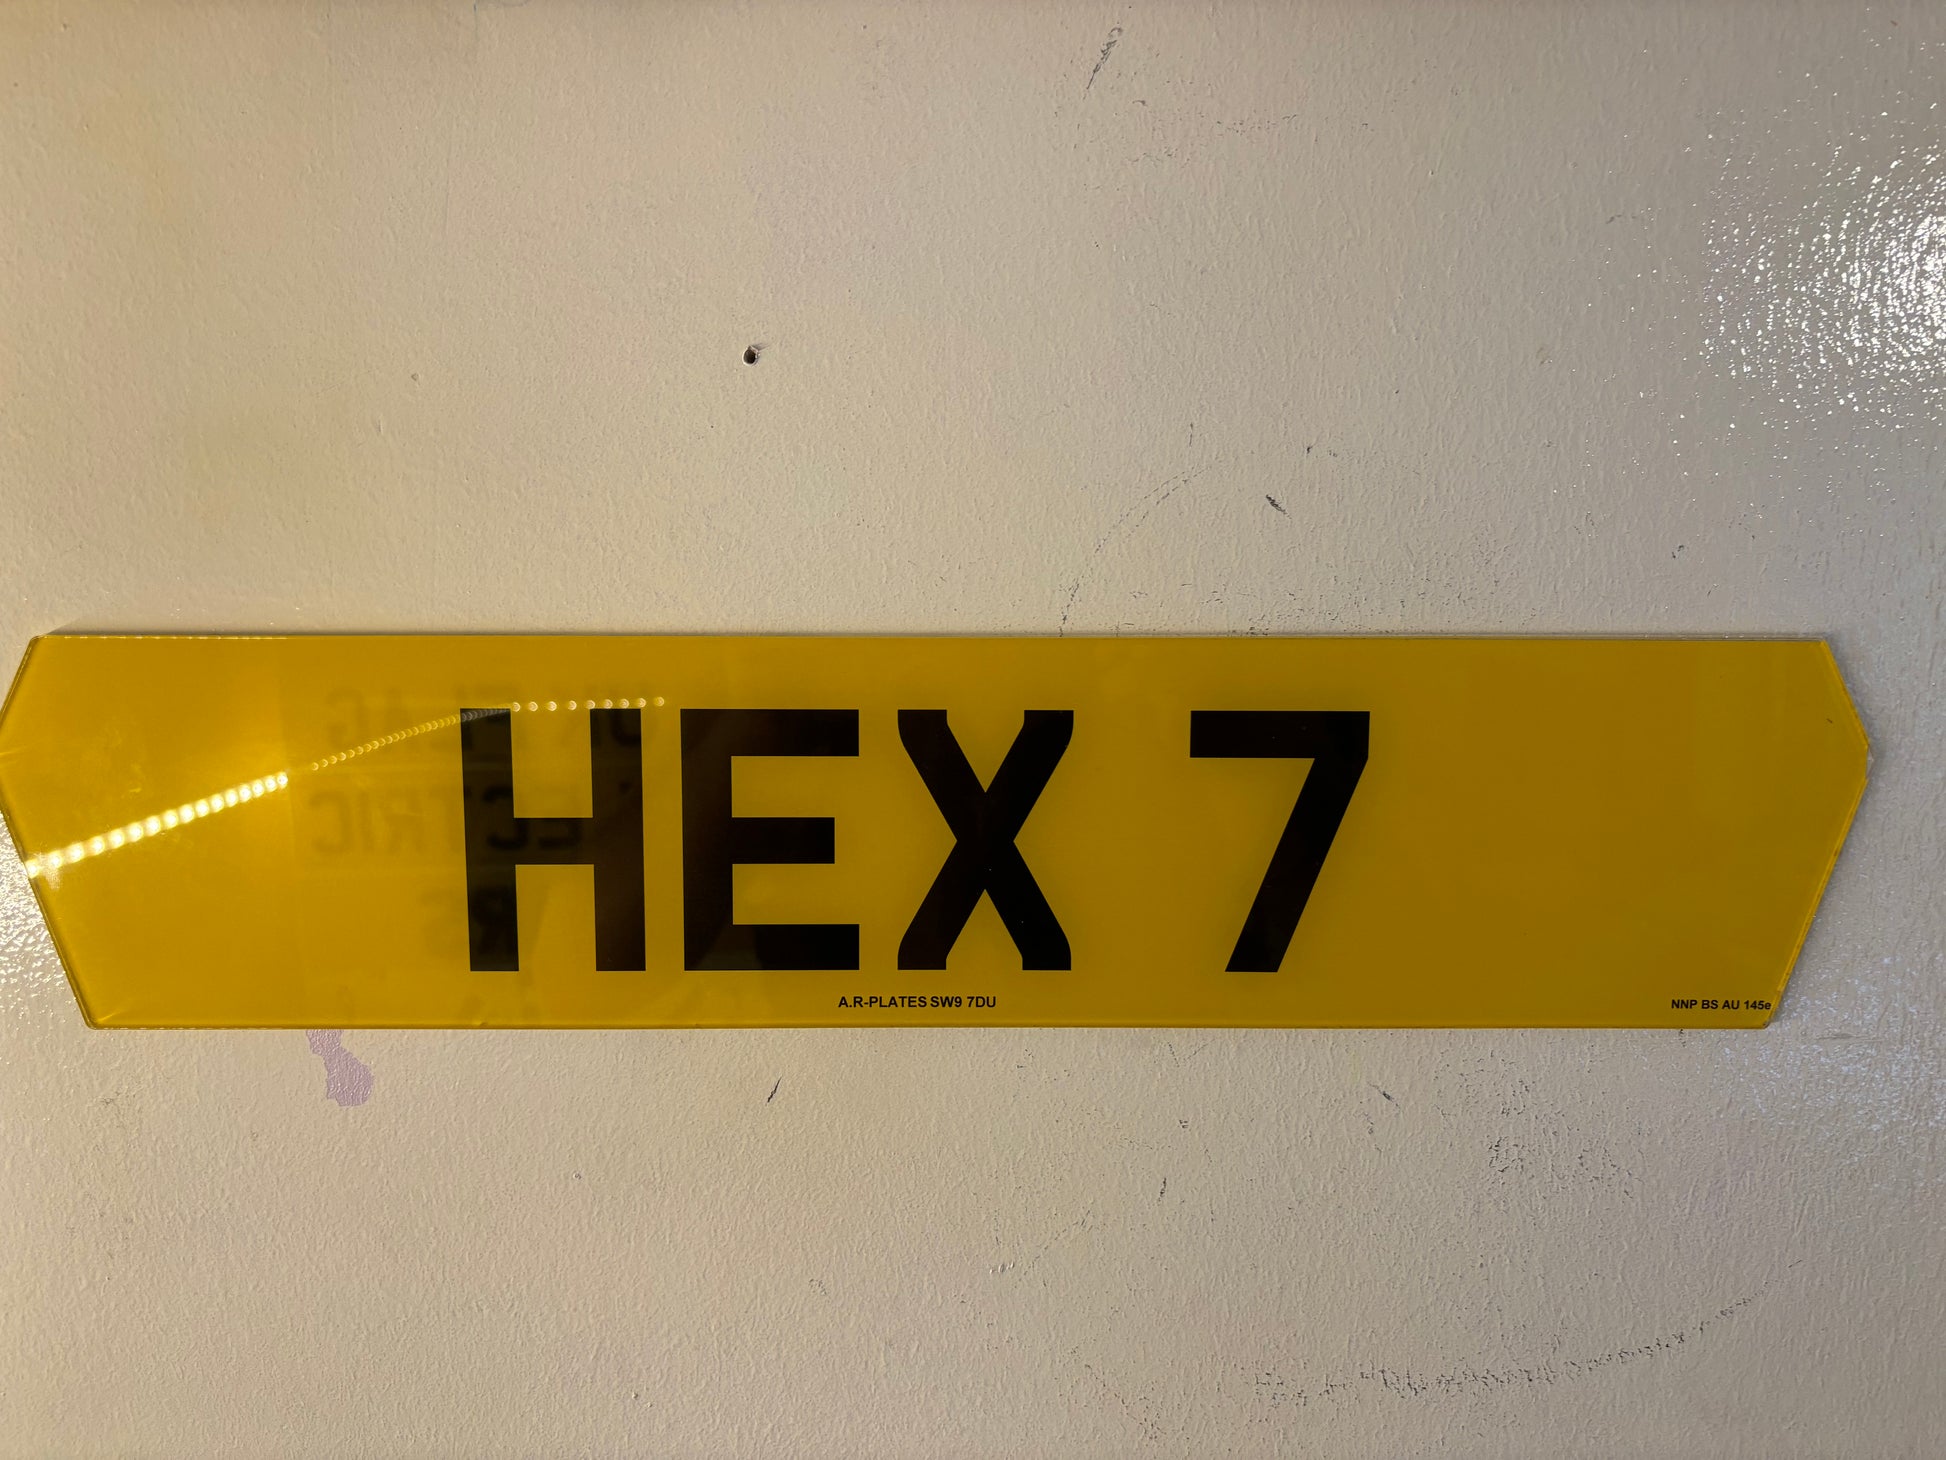 HEX 7
A.R-PLATES SW9 7DU
NNP BS AU 145e